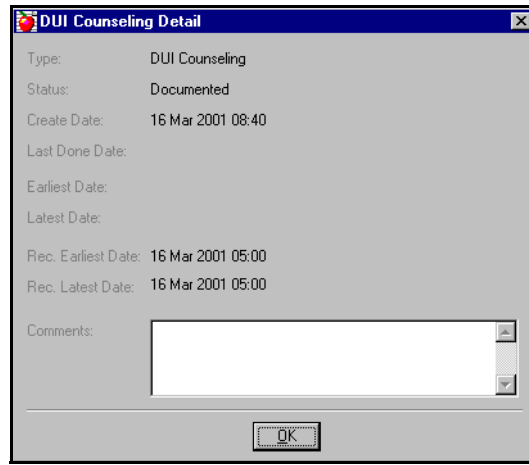 DUI Counseling Detail
Type: DUI Counseling
Status: Documented
Create Date: 16 Mar 2001 08:40
Last Done Date:
Earliest Date:
Latest Date:
Rec. Earliest Date: 16 Mar 2001 05:00
Rec. Latest Date: 16 Mar 2001 05:00
Comments:
OK